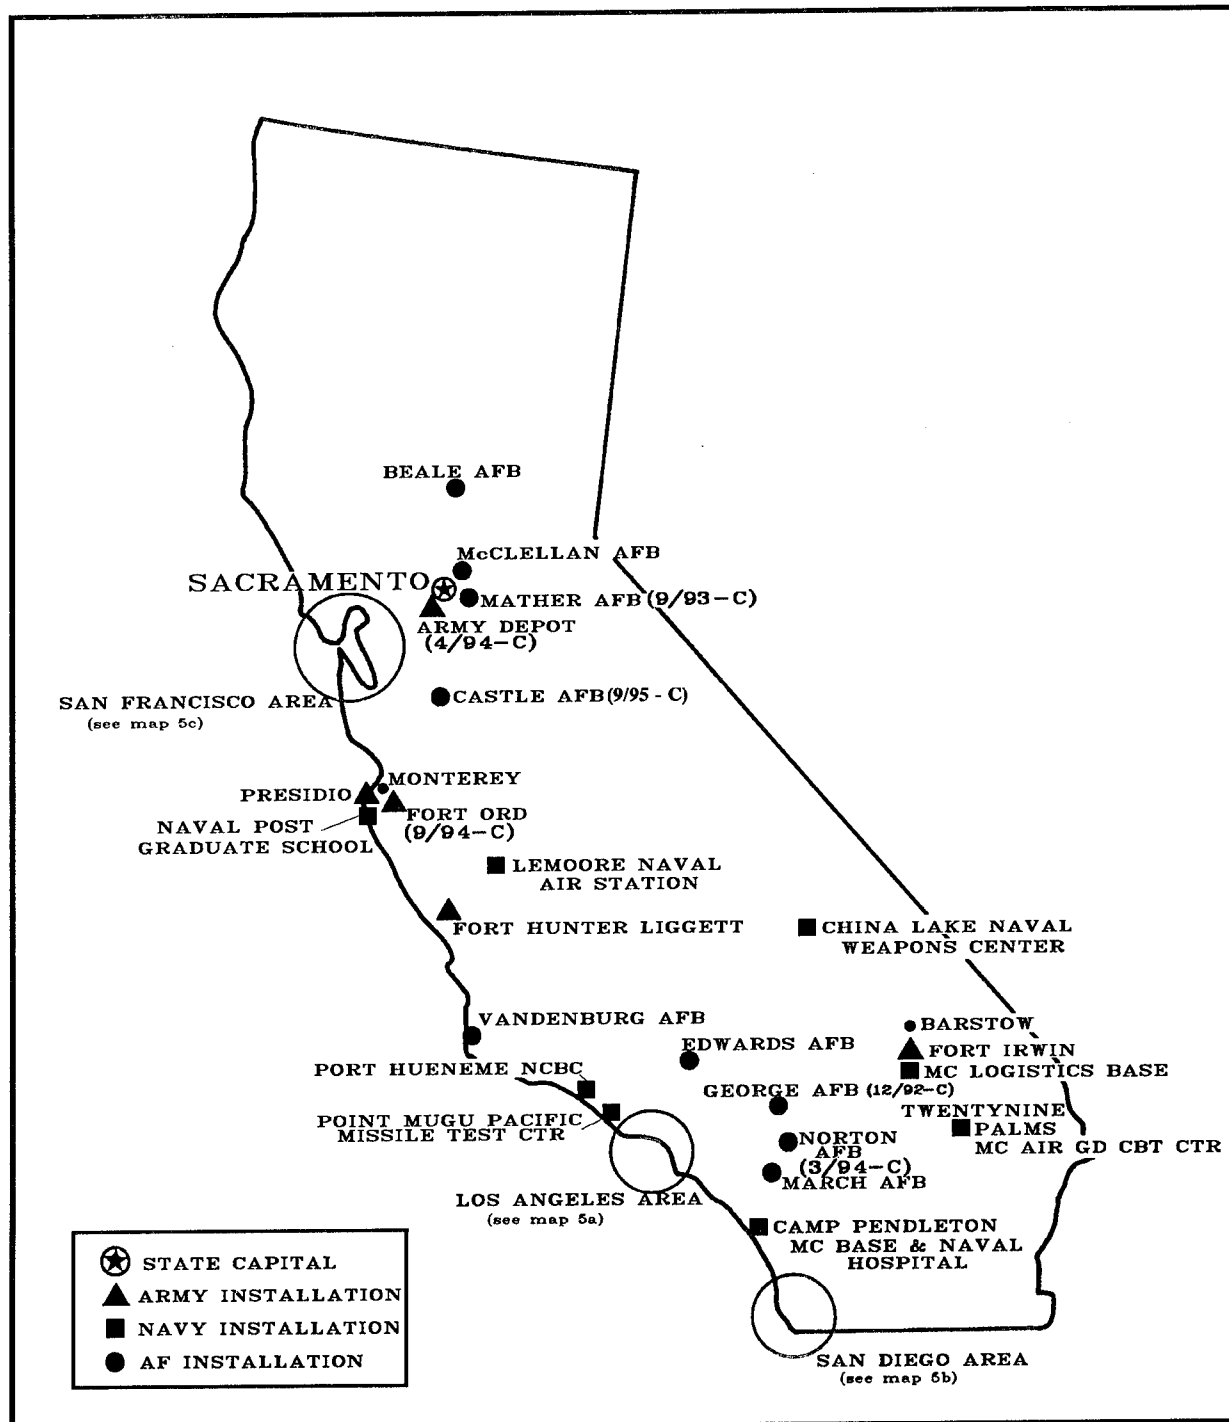 BEALE AFB
McCLELLAN AFB
SACRAMENTO
MATHER AFB (9/93-C)
ARMY DEPOT
(4/94-C)
CASTLE AFB (9/95 - C)
SAN FRANCISCO AREA
(see map 5c)
MONTEREY
PRESIDIO
FORT ORD
(9/94-C)
NAVAL POST
GRADUATE SCHOOL
LEMOORE NAVAL
AIR STATION
FORT HUNTER LIGGETT
CHINA LAKE NAVAL
WEAPONS CENTER
VANDENBURG AFB
BARSTOW
EDWARDS AFB
FORT IRWIN
PORT HUENEME NCBC
MC LOGISTICS BASE
GEORGE AFB (12/92-C)
POINT MUGU PACIFIC
MISSILE TEST CTR
TWENTYNINE
PALMS
MC AIR GD CBT CTR
NORTON
AFB
(3/94-C)
MARCH AFB
LOS ANGELES AREA
(see map 5a)
CAMP PENDLETON
MC BASE & NAVAL
HOSPITAL
STATE CAPITAL
ARMY INSTALLATION
NAVY INSTALLATION
AF INSTALLATION
SAN DIEGO AREA
(see map 5b)